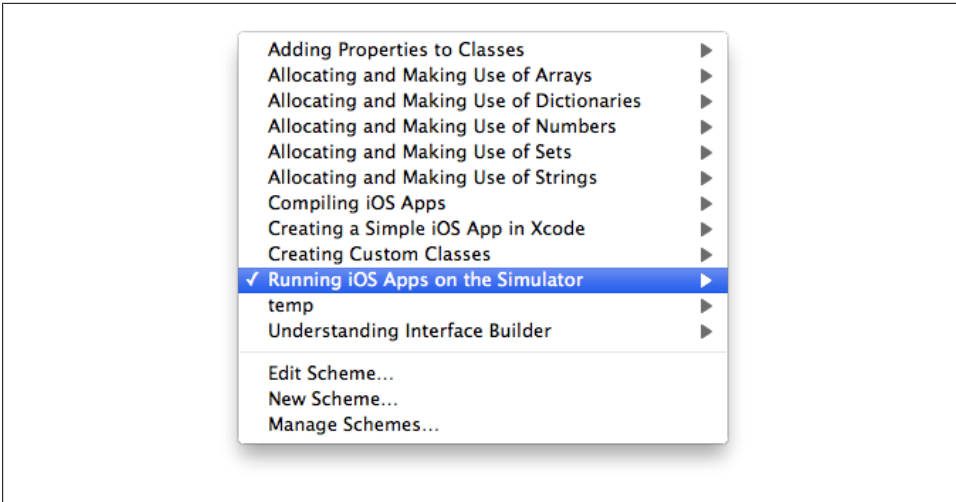 Adding Properties to Classes
Allocating and Making Use of Arrays
Allocating and Making Use of Dictionaries
Allocating and Making Use of Numbers
Allocating and Making Use of Sets
Allocating and Making Use of Strings
Compiling iOS Apps
Creating a Simple iOS App in Xcode
Creating Custom Classes
✓ Running iOS Apps on the Simulator
temp
Understanding Interface Builder
Edit Scheme...
New Scheme...
Manage Schemes...